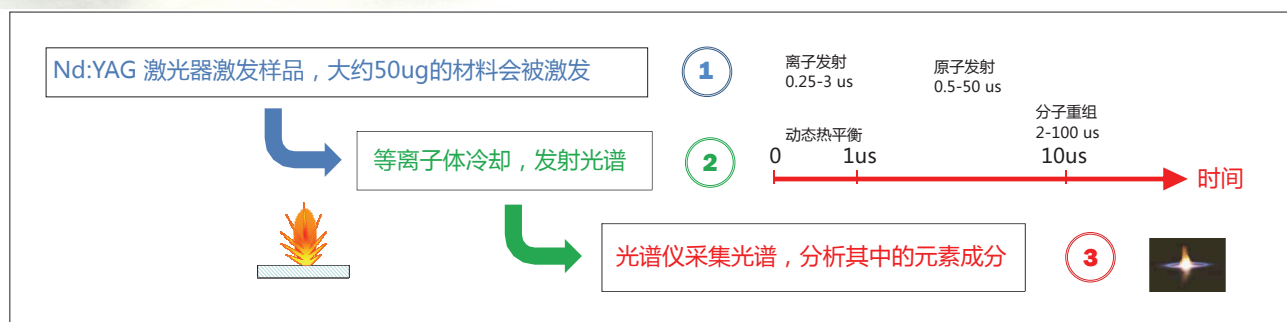 Nd:YAG 激光器激发样品，大约50ug的材料会被激发
1
离子发射
0.25-3 us
原子发射
0.5-50 us
分子重组
2-100 us
等离子体冷却，发射光谱
2
动态热平衡
0
1us
10us
时间
光谱仪采集光谱，分析其中的元素成分
3